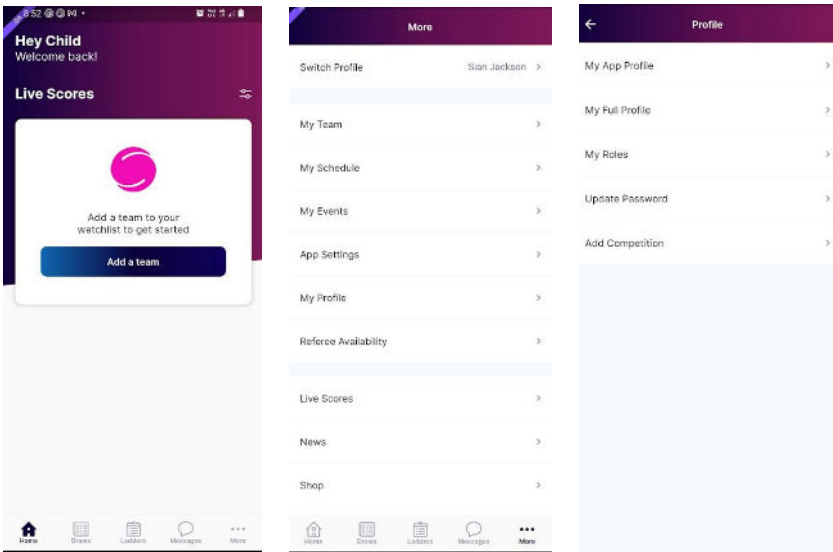 8:52
Hey Child
Welcome back!
Live Scores
Add a team to your
watchlist to get started
Add a team
Home Draws Ladders Messages More
More
Switch Profile Sian Jackson
My Team
My Schedule
My Events
App Settings
My Profile
Referee Availability
Live Scores
News
Shop
Home Draws Ladders Messages More
Profile
My App Profile
My Full Profile
My Roles
Update Password
Add Competition